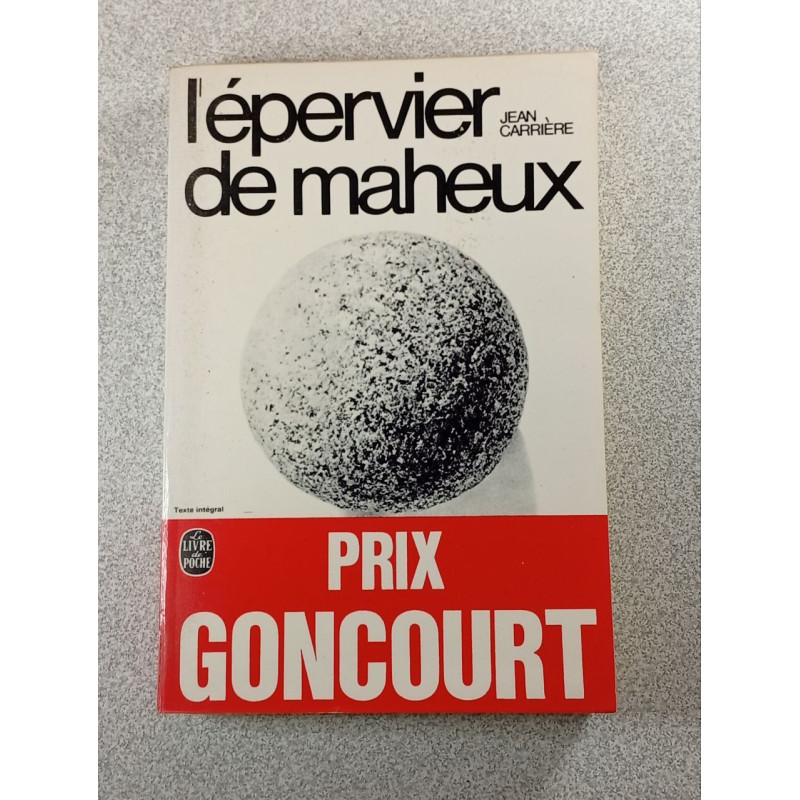 l'épervier
JEAN
CARRIÈRE
de maheux
Texte intégral
Le
LIVRE
de
POCHE
PRIX
GONCOURT